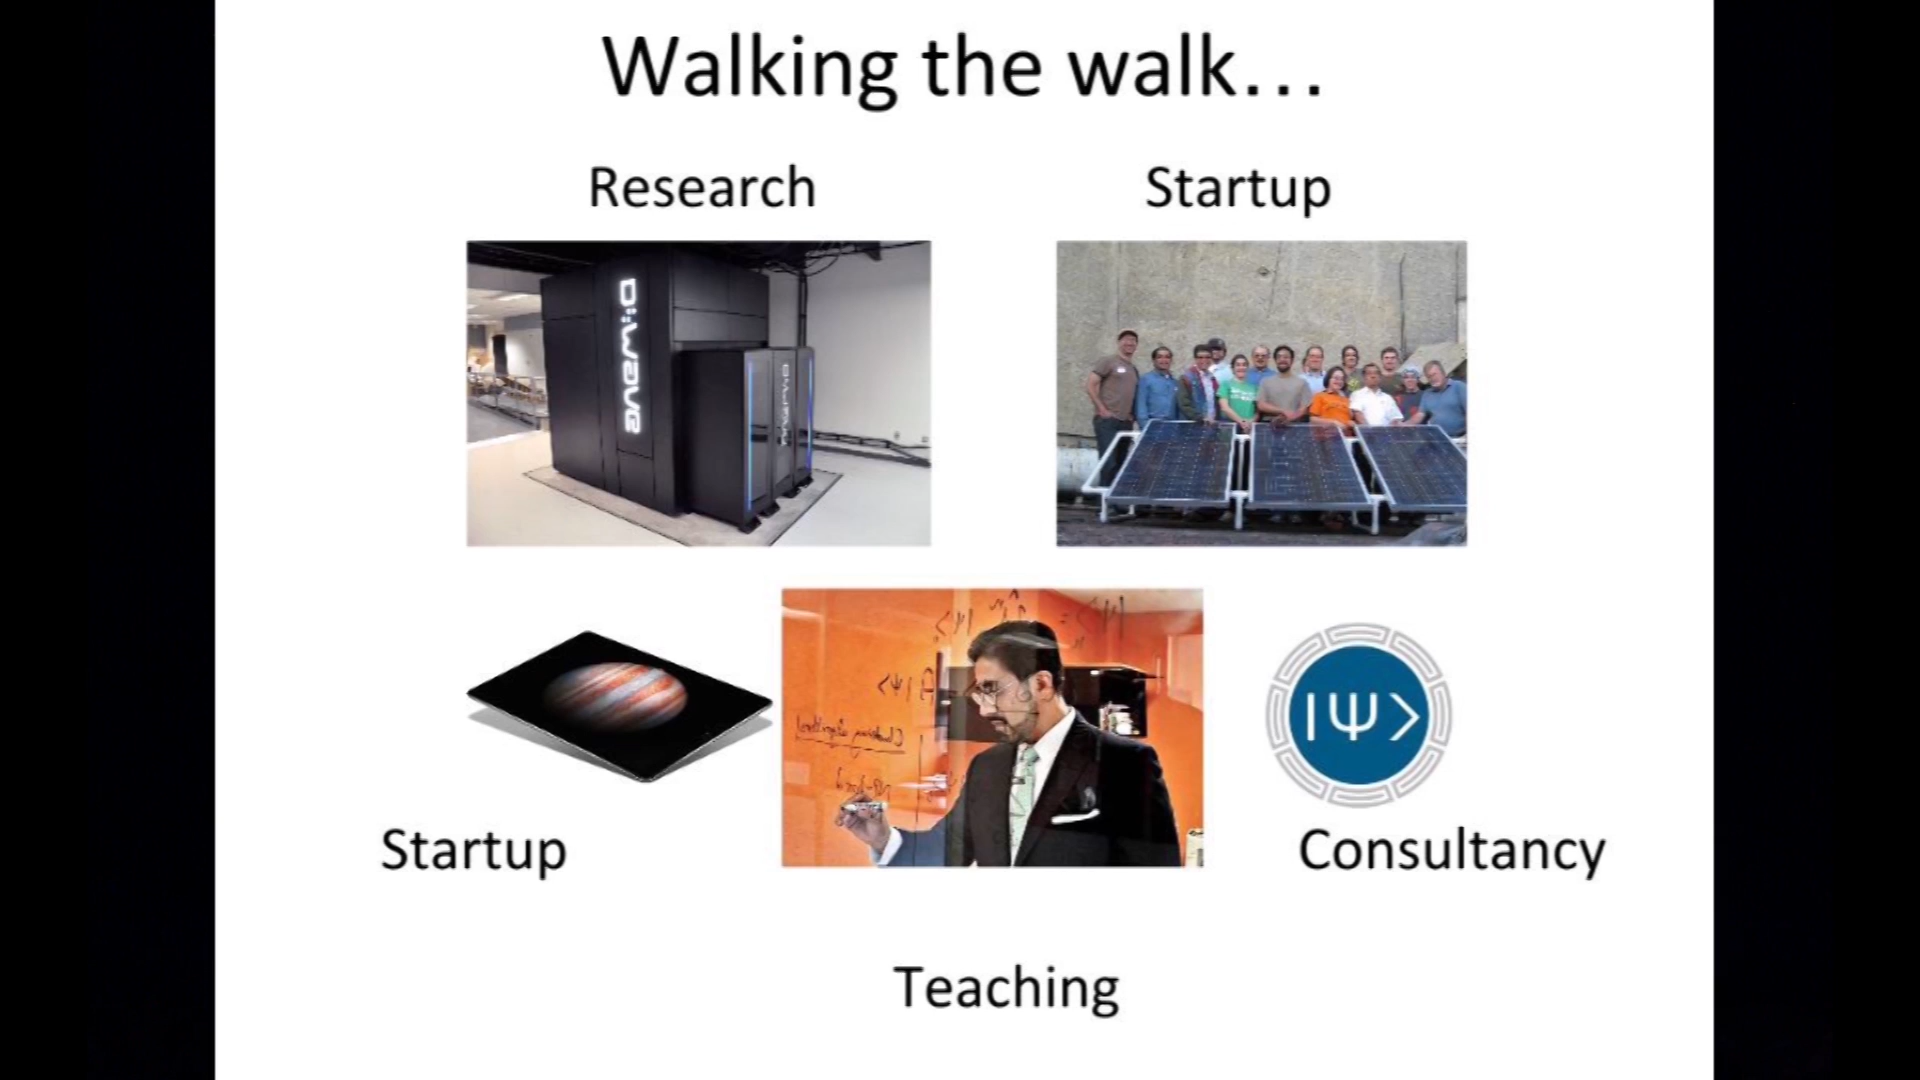 Walking the walk...
Research
Startup
D:Wave
|Ψ>
Startup
Consultancy
Teaching